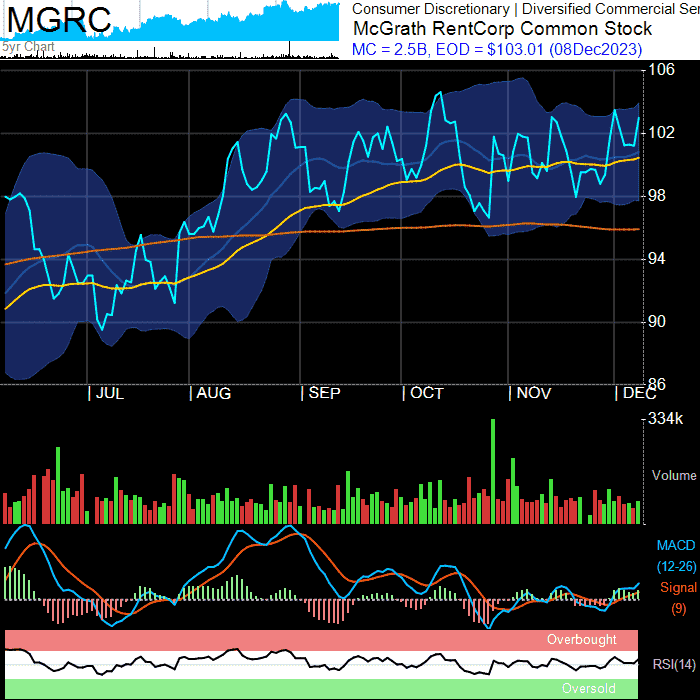 MGRC
5yr Chart
Consumer Discretionary | Diversified Commercial Ser
McGrath RentCorp Common Stock
MC = 2.5B, EOD = $103.01 (08Dec2023)
106
102
98
94
90
86
| JUL | AUG | SEP | OCT | NOV | DEC
334k
Volume
MACD
(12-26)
Signal
(9)
Overbought
RSI(14)
Oversold